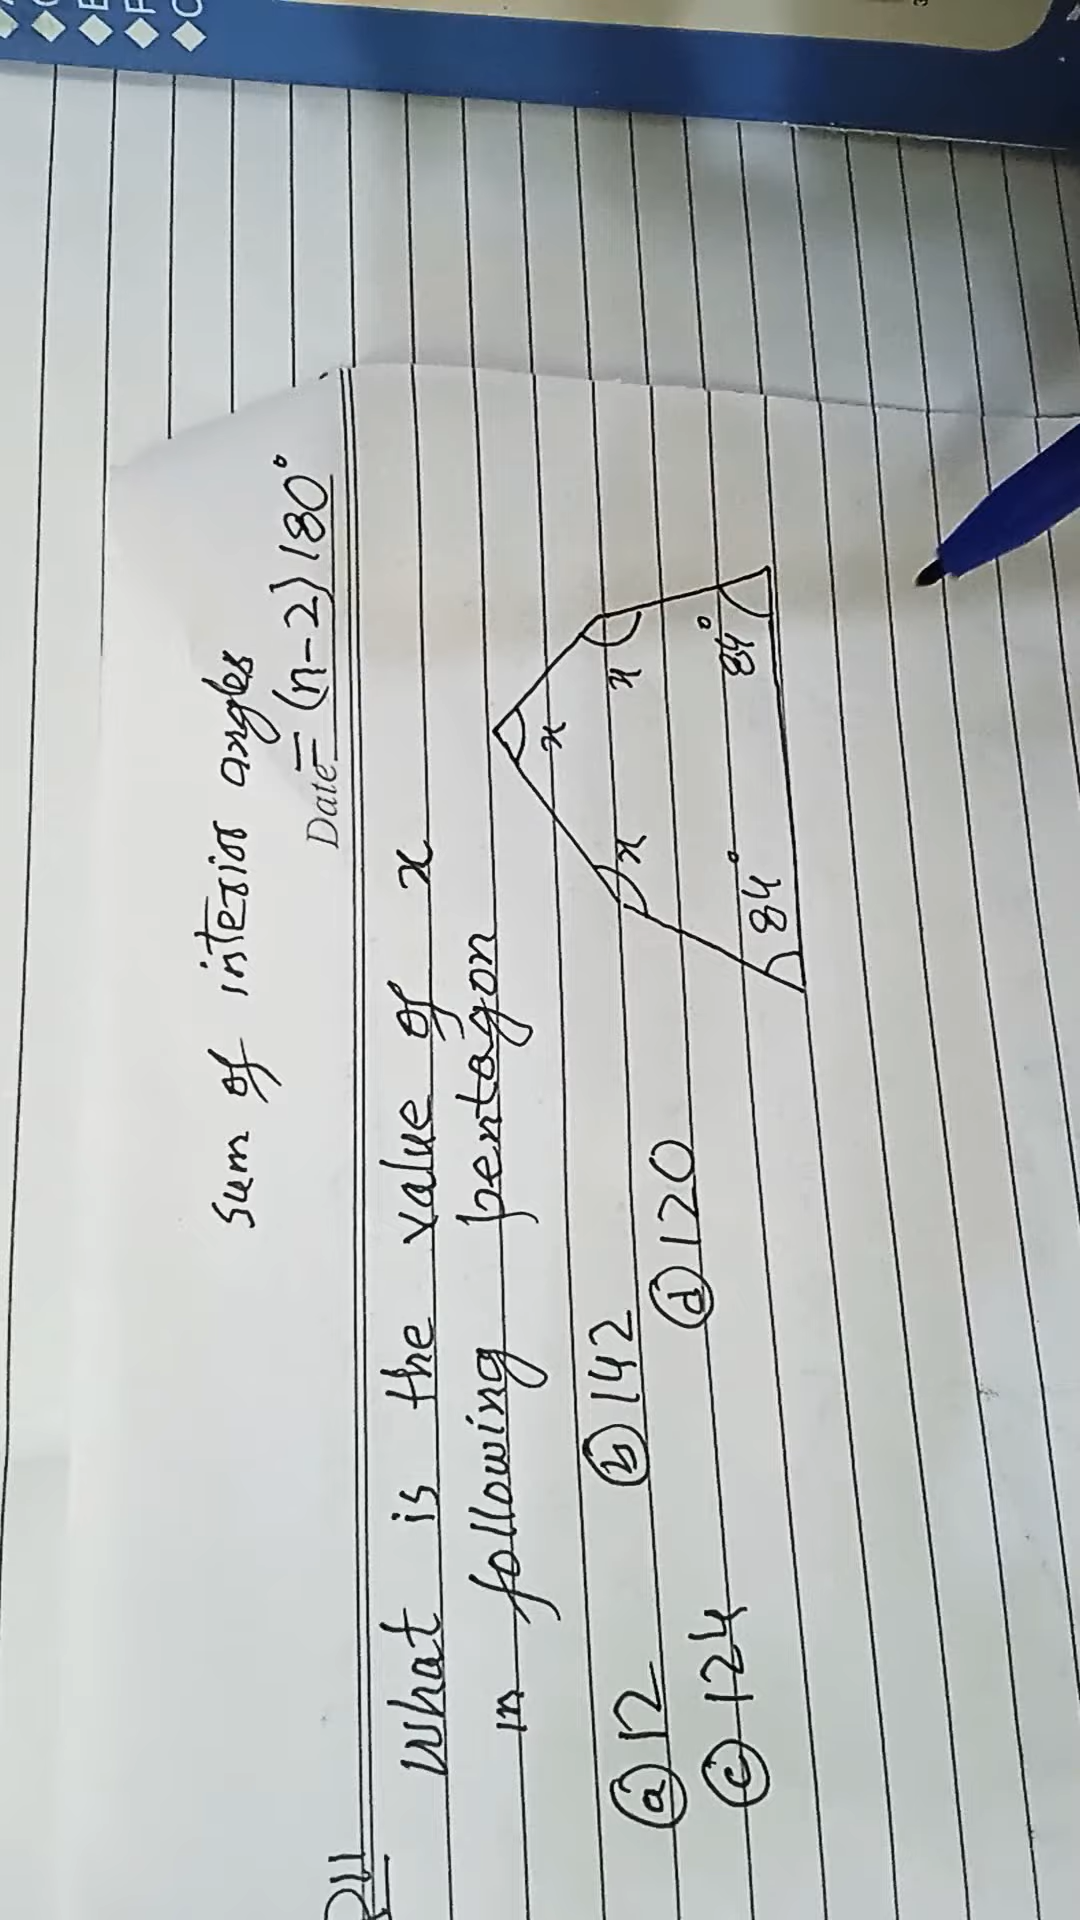 Sum of interior angles
Date = (n-2) 180°
What is the value of x
in following pentagon
ⓐ 12 ⓑ 142
ⓒ 124 ⓓ 120
x
x x
84° 84°